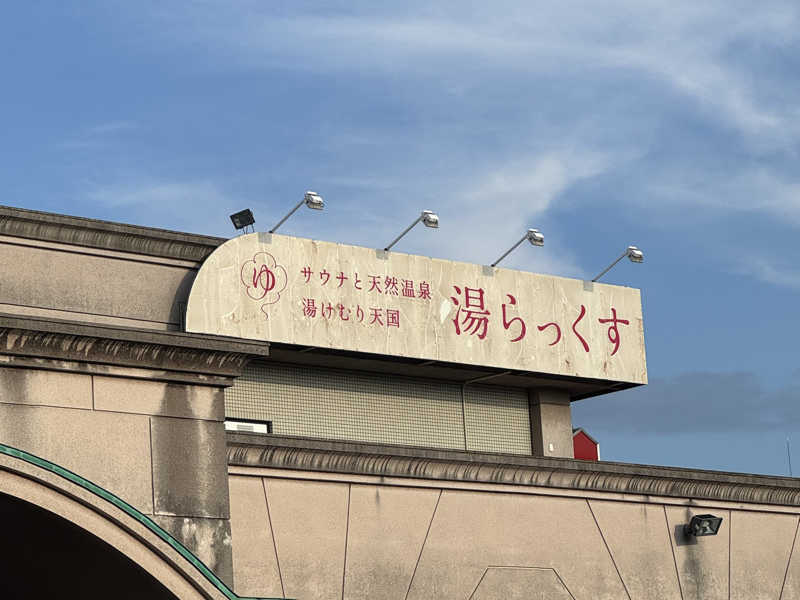 ゆ
サウナと天然温泉
湯けむり天国
湯らっくす